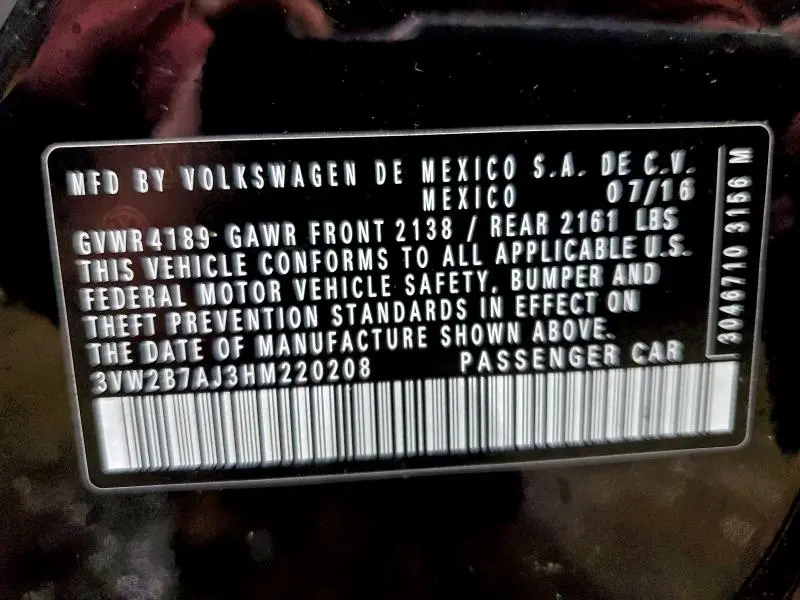 MFD BY VOLKSWAGEN DE MEXICO S.A. DE C.V.
MEXICO 07/16
GVWR 4189 GAWR FRONT 2138 / REAR 2161 LBS
THIS VEHICLE CONFORMS TO ALL APPLICABLE U.S.
FEDERAL MOTOR VEHICLE SAFETY, BUMPER AND
THEFT PREVENTION STANDARDS IN EFFECT ON
THE DATE OF MANUFACTURE SHOWN ABOVE.
3VW2B7AJ3HM220208 PASSENGER CAR
3046710 3156 M